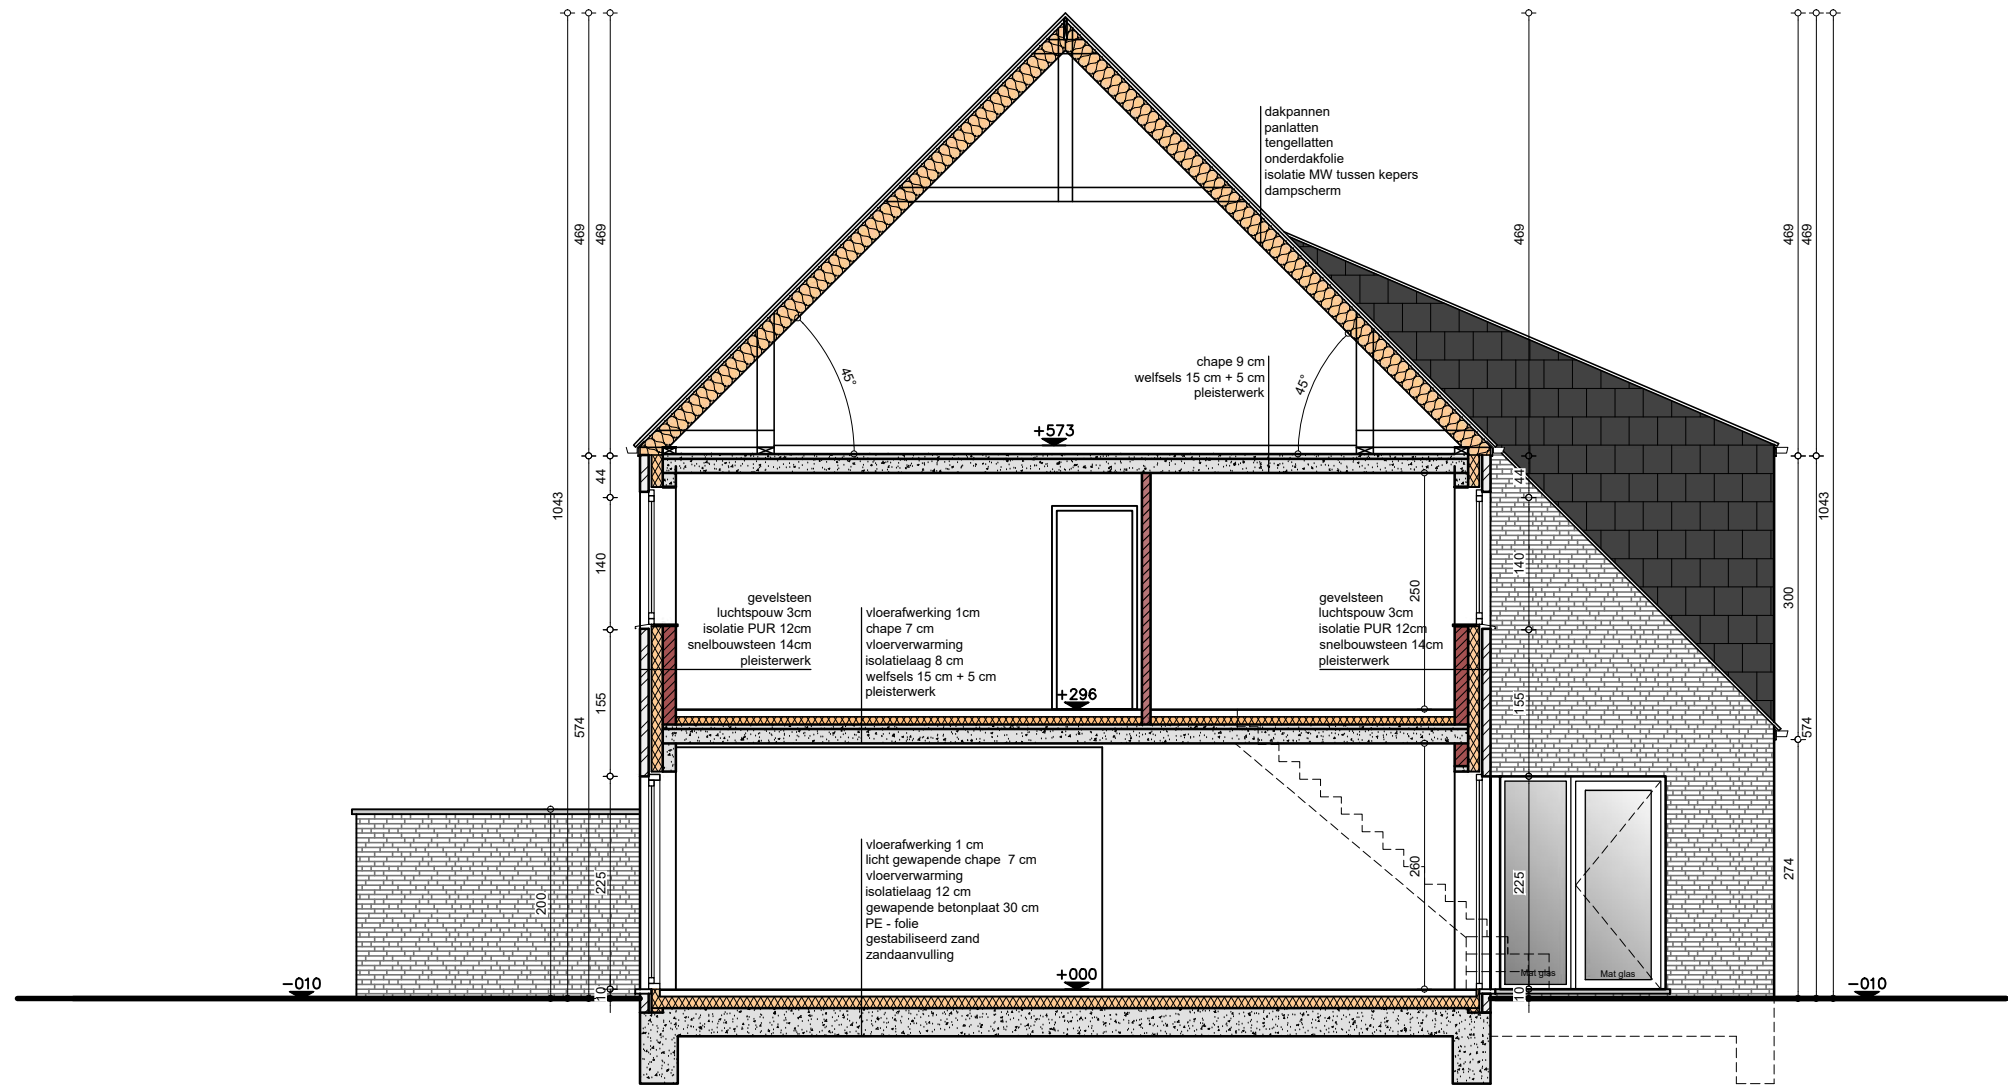 dakpannen
panlatten
tengellatten
onderdakfolie
isolatie MW tussen kepers
dampscherm
469
469
469
469
469
chape 9 cm
welfsels 15 cm + 5 cm
pleisterwerk
45°
45°
+573
44
44
1043
1043
140
140
250
300
gevelsteen
luchtspouw 3cm
isolatie PUR 12cm
snelbouwsteen 14cm
pleisterwerk
vloerafwerking 1cm
chape 7 cm
vloerverwarming
isolatielaag 8 cm
welfsels 15 cm + 5 cm
pleisterwerk
gevelsteen
luchtspouw 3cm
isolatie PUR 12cm
snelbouwsteen 14cm
pleisterwerk
+296
574
155
155
574
vloerafwerking 1 cm
licht gewapende chape 7 cm
vloerverwarming
isolatielaag 12 cm
gewapende betonplaat 30 cm
PE - folie
gestabiliseerd zand
zandaanvulling
200
225
260
225
274
Mat glas
Mat glas
-010
10
+000
10
-010